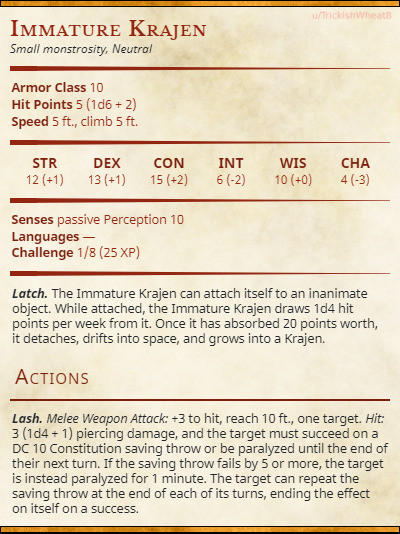 u/TrickishWheat8
Immature Krajen
Small monstrosity, Neutral
Armor Class 10
Hit Points 5 (1d6 + 2)
Speed 5 ft., climb 5 ft.
STR DEX CON INT WIS CHA
12 (+1) 13 (+1) 15 (+2) 6 (-2) 10 (+0) 4 (-3)
Senses passive Perception 10
Languages —
Challenge 1/8 (25 XP)
Latch. The Immature Krajen can attach itself to an inanimate
object. While attached, the Immature Krajen draws 1d4 hit
points per week from it. Once it has absorbed 20 points worth,
it detaches, drifts into space, and grows into a Krajen.
Actions
Lash. Melee Weapon Attack: +3 to hit, reach 10 ft., one target. Hit:
3 (1d4 + 1) piercing damage, and the target must succeed on a
DC 10 Constitution saving throw or be paralyzed until the end of
their next turn. If the saving throw fails by 5 or more, the target
is instead paralyzed for 1 minute. The target can repeat the
saving throw at the end of each of its turns, ending the effect
on itself on a success.